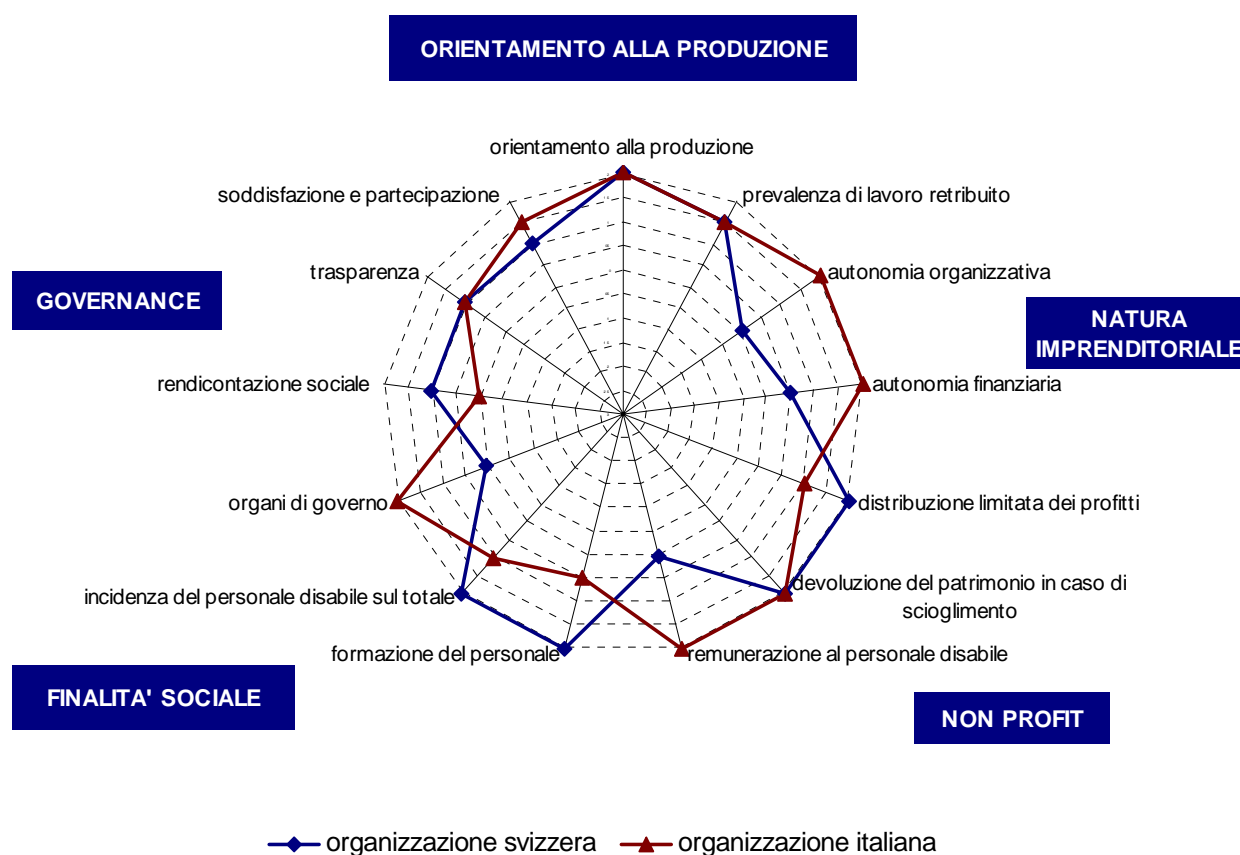 ORIENTAMENTO ALLA PRODUZIONE
orientamento alla produzione
soddisfazione e partecipazione
prevalenza di lavoro retribuito
trasparenza
autonomia organizzativa
GOVERNANCE
NATURA
IMPRENDITORIALE
rendicontazione sociale
autonomia finanziaria
organi di governo
distribuzione limitata dei profitti
incidenza del personale disabile sul totale
devoluzione del patrimonio in caso di
scioglimento
formazione del personale
remunerazione al personale disabile
FINALITA' SOCIALE
NON PROFIT
organizzazione svizzera
organizzazione italiana